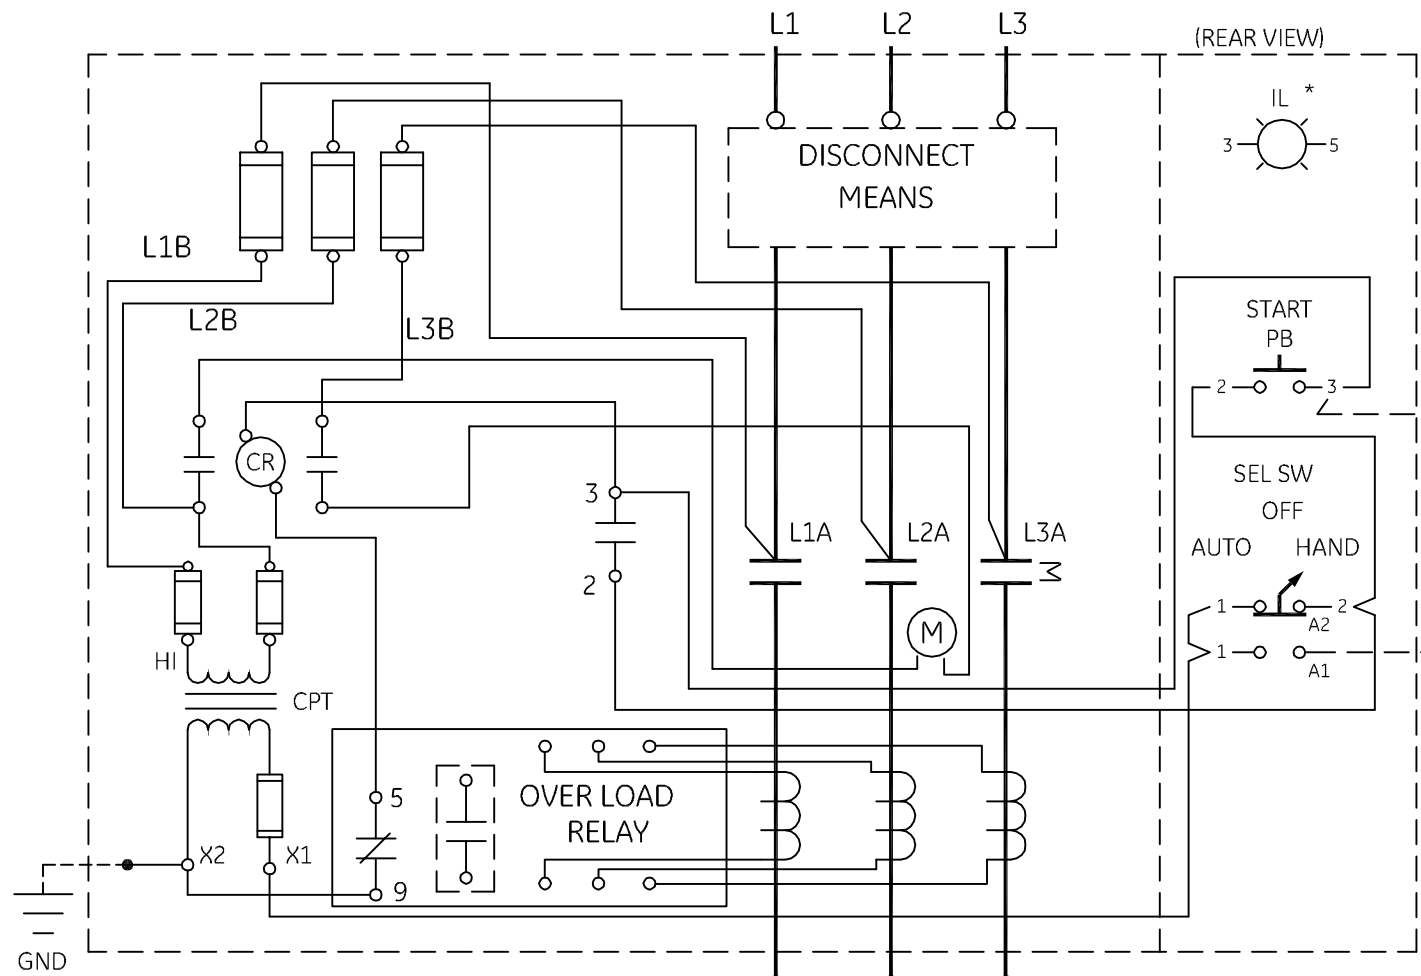 L1 L2 L3
(REAR VIEW)
IL *
3 5
DISCONNECT
MEANS
L1B
L2B
L3B
START
PB
2 3
CR
SEL SW
OFF
AUTO HAND
3
L1A L2A L3A
M
2
1 2
A2
M
1
A1
HI
CPT
5
OVER LOAD
RELAY
X2 X1
9
GND